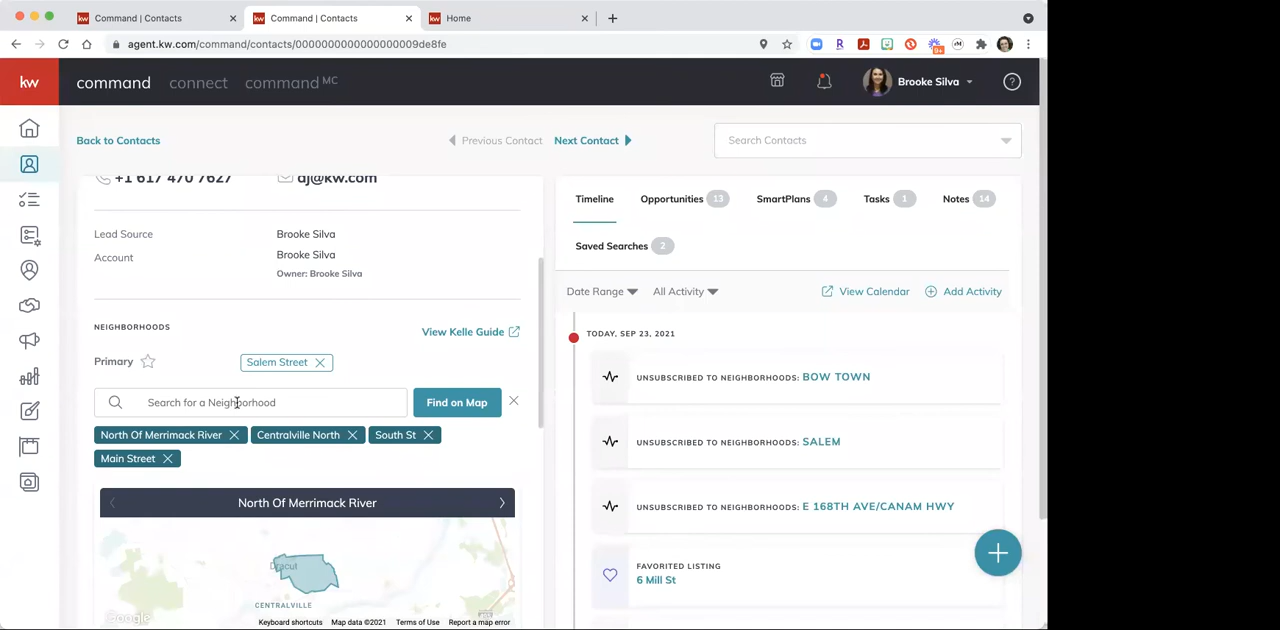 Command | Contacts
Command | Contacts
Home
agent.kw.com/command/contacts/0000000000000000009de8fe
kw
command connect command MC
Brooke Silva
Back to Contacts
Previous Contact Next Contact
Search Contacts
+1 617 470 7627 dj@kw.com
Lead Source Brooke Silva
Account Brooke Silva
Owner: Brooke Silva
NEIGHBORHOODS
View Kelle Guide
Primary
Salem Street
Search for a Neighborhood
Find on Map
North Of Merrimack River
Centralville North
South St
Main Street
North Of Merrimack River
Dracut
CENTRALVILLE
Google
Keyboard shortcuts Map data ©2021 Terms of Use Report a map error
Timeline Opportunities 13 SmartPlans 4 Tasks 1 Notes 14
Saved Searches 2
Date Range All Activity View Calendar Add Activity
TODAY, SEP 23, 2021
UNSUBSCRIBED TO NEIGHBORHOODS: BOW TOWN
UNSUBSCRIBED TO NEIGHBORHOODS: SALEM
UNSUBSCRIBED TO NEIGHBORHOODS: E 168TH AVE/CANAM HWY
FAVORITED LISTING
6 Mill St